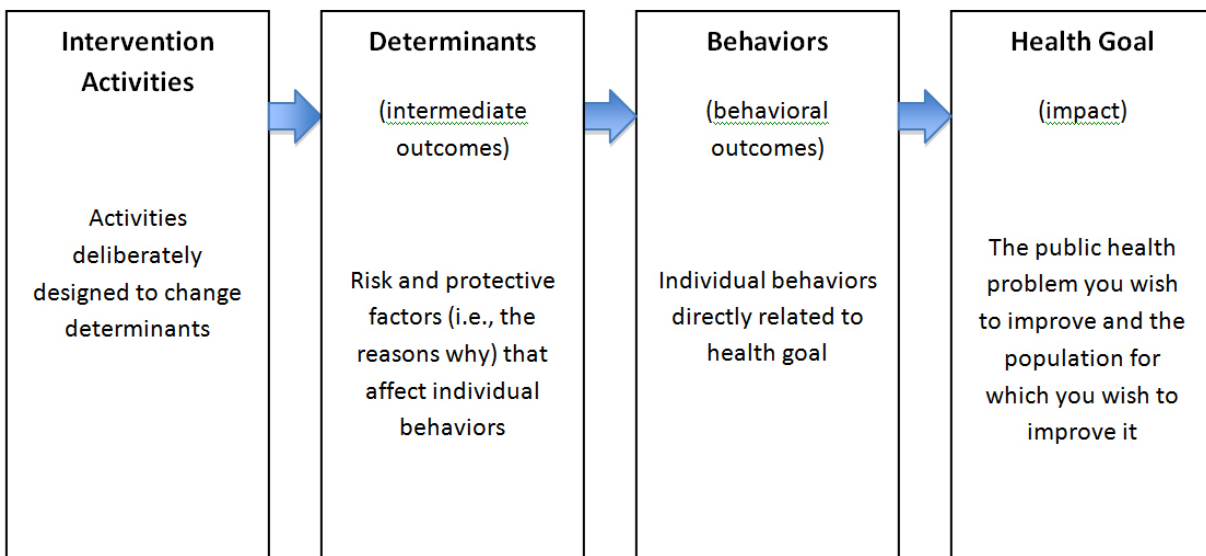 Intervention
Activities
Activities
deliberately
designed to change
determinants
Determinants
(intermediate
outcomes)
Risk and protective
factors (i.e., the
reasons why) that
affect individual
behaviors
Behaviors
(behavioral
outcomes)
Individual behaviors
directly related to
health goal
Health Goal
(impact)
The public health
problem you wish
to improve and the
population for
which you wish to
improve it